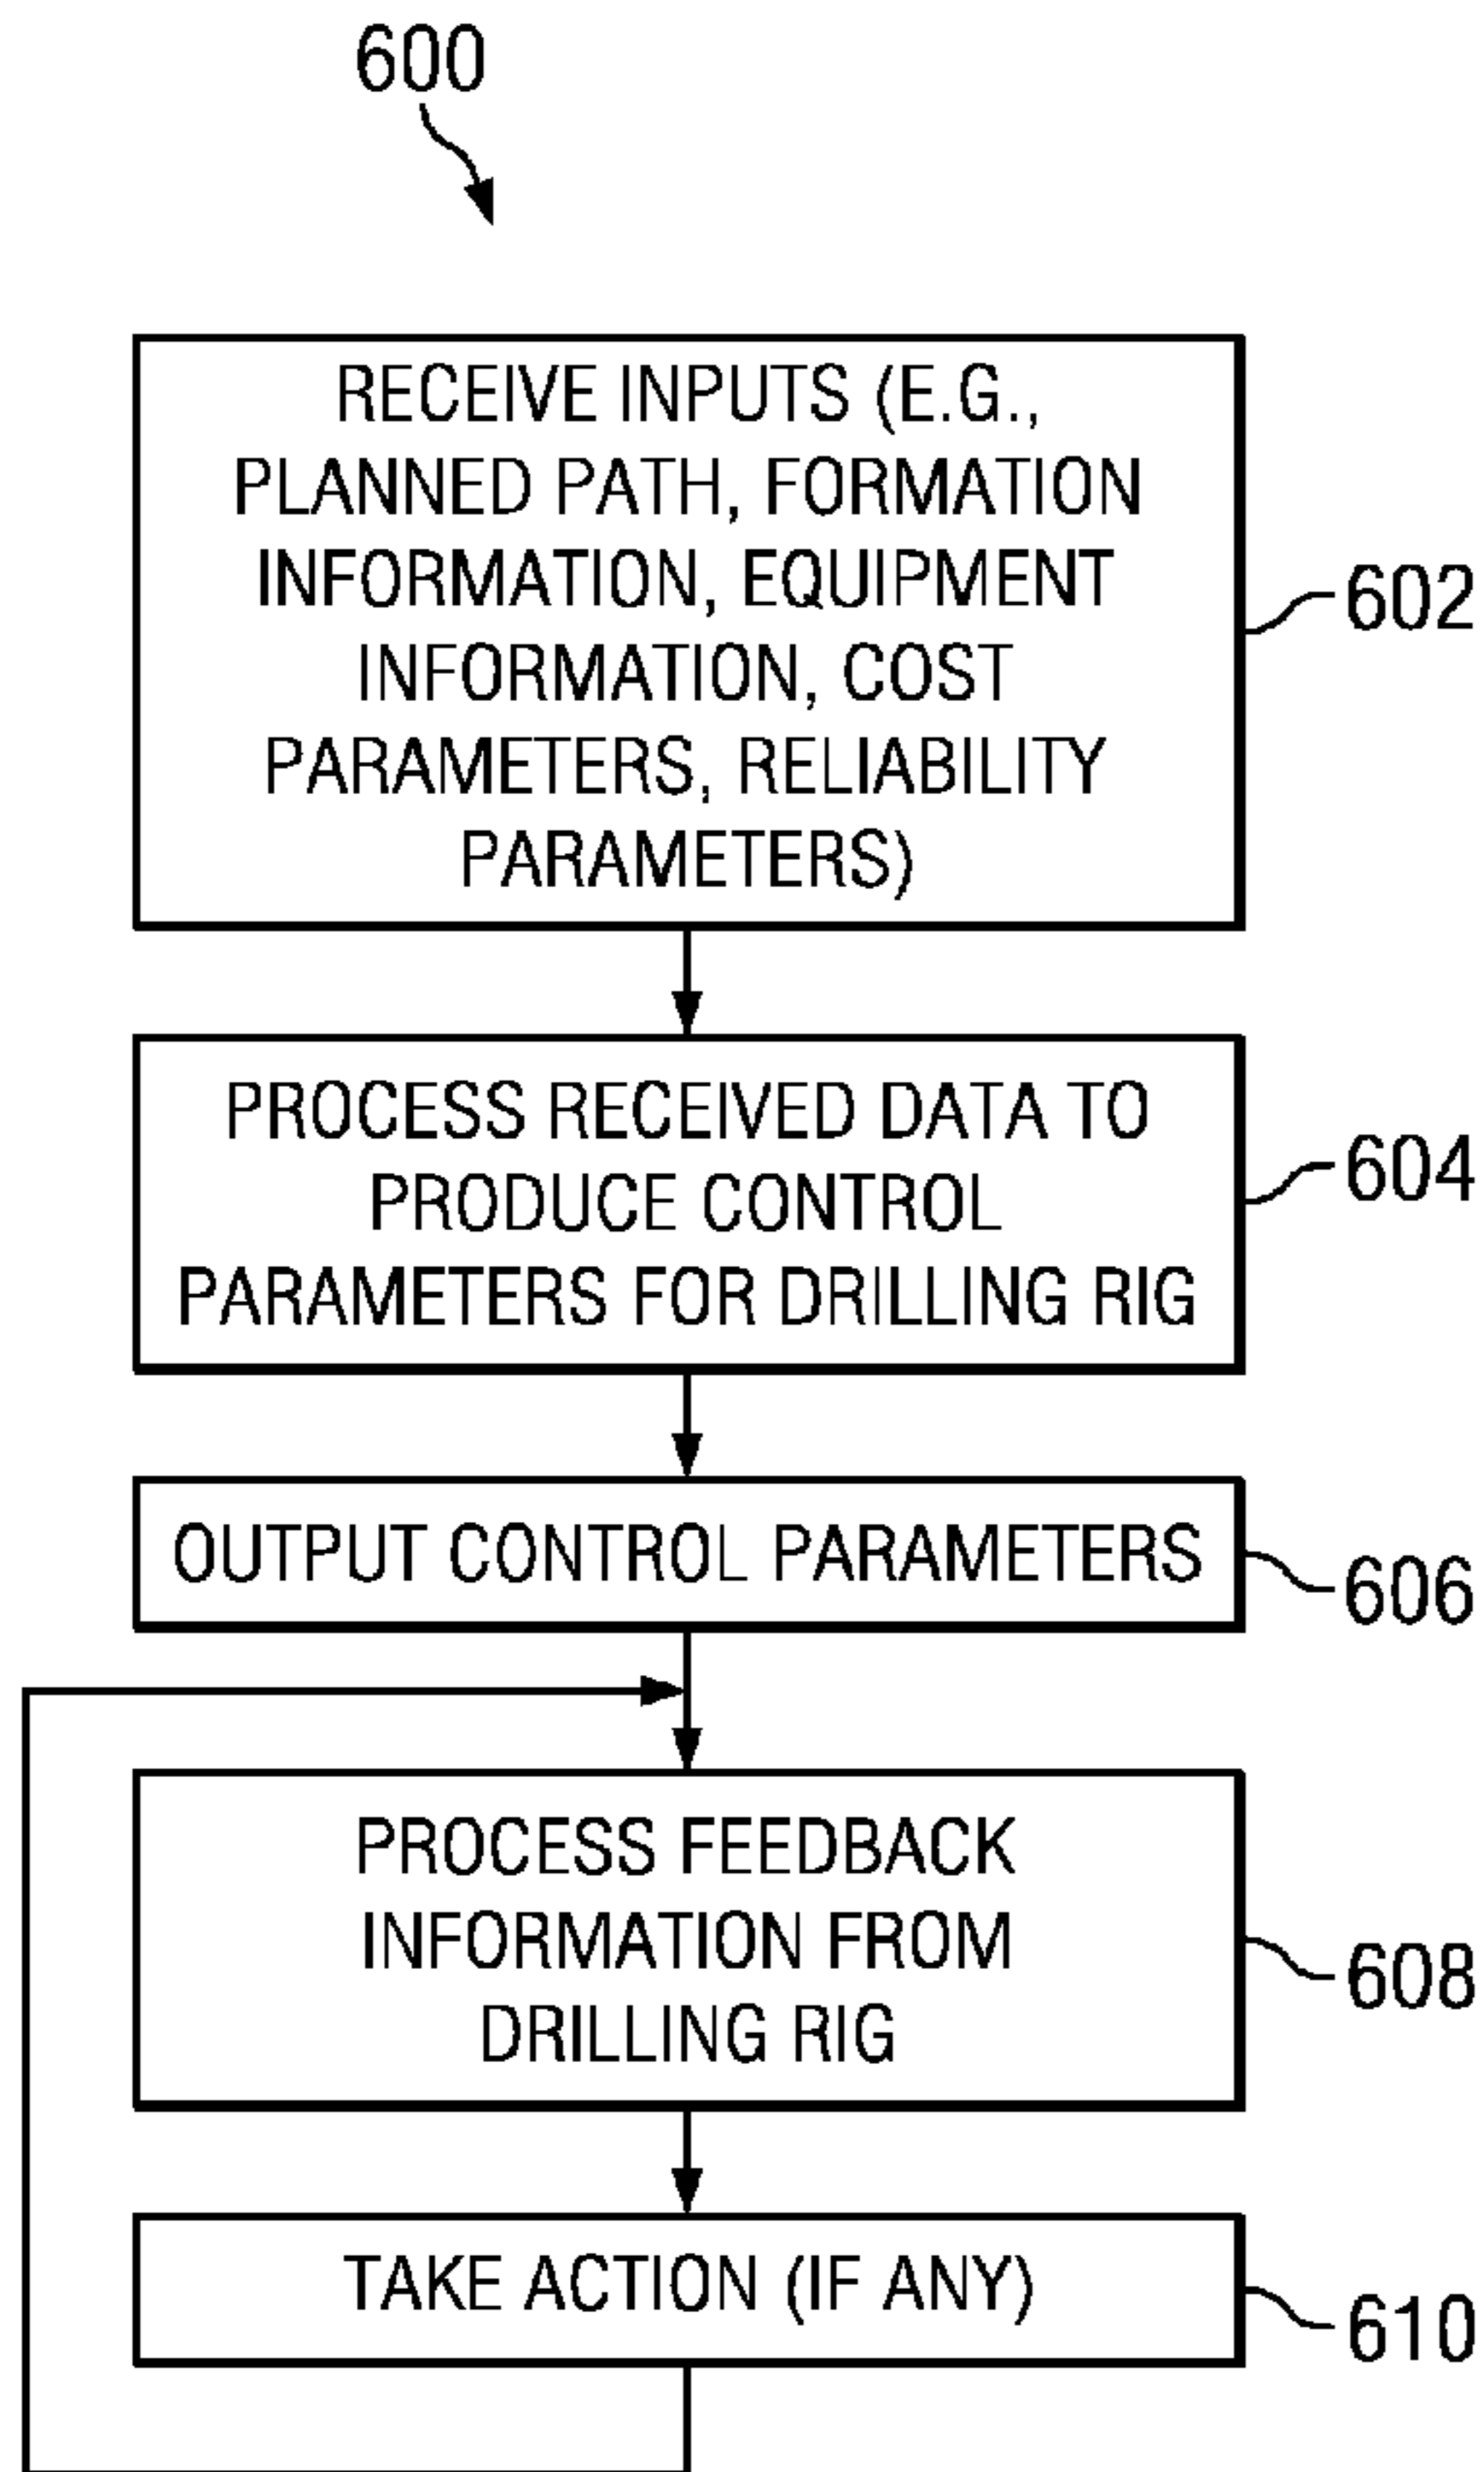 600
RECEIVE INPUTS (E.G.,
PLANNED PATH, FORMATION
INFORMATION, EQUIPMENT
INFORMATION, COST
PARAMETERS, RELIABILITY
PARAMETERS)
602
PROCESS RECEIVED DATA TO
PRODUCE CONTROL
PARAMETERS FOR DRILLING RIG
604
OUTPUT CONTROL PARAMETERS
606
PROCESS FEEDBACK
INFORMATION FROM
DRILLING RIG
608
TAKE ACTION (IF ANY)
610